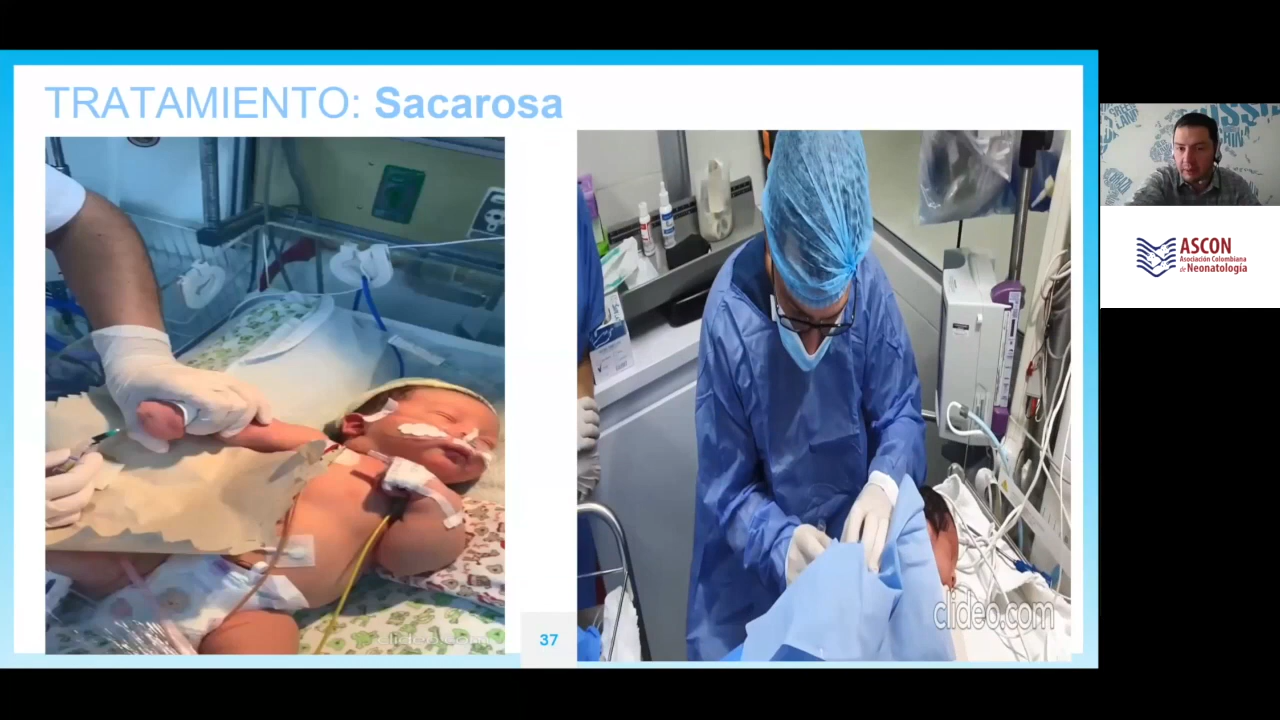 TRATAMIENTO: Sacarosa
37
clideo.com
ASCON
Asociación Colombiana
de Neonatología